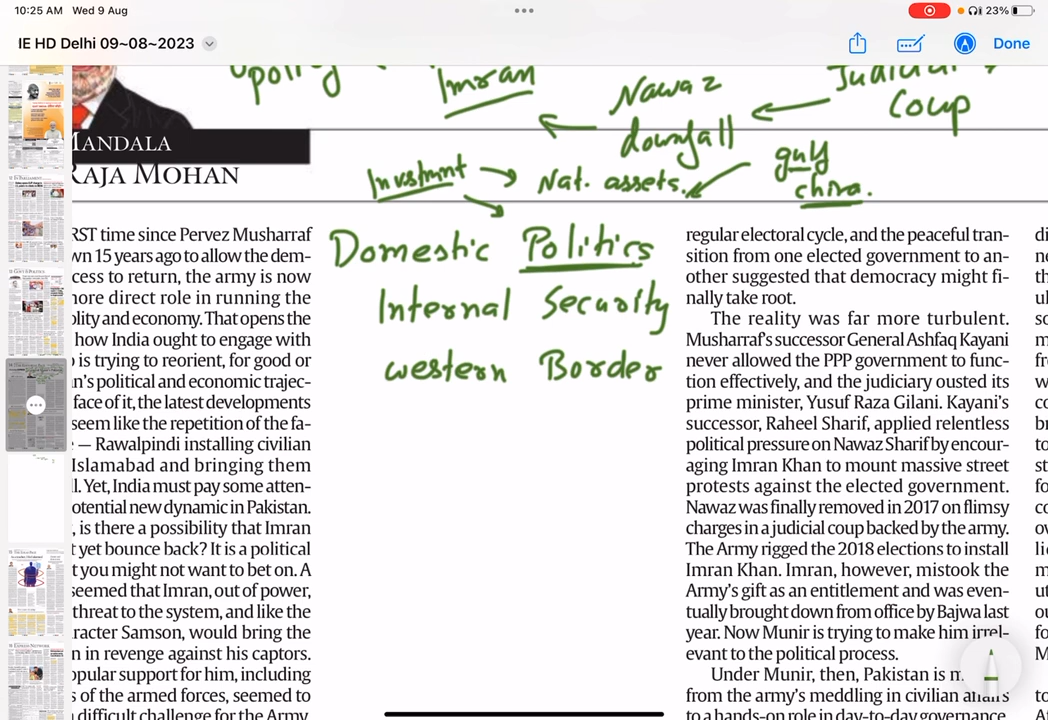 10:25 AM Wed 9 Aug
23%
IE HD Delhi 09~08~2023
Done
Upolly
Imran
Nawaz
downfall
Judicial
Coup
MANDALA
RAJA MOHAN
Invstmnt → Nat. assets.
gulf
china.
Domestic Politics
Internal Security
western Border
RST time since Pervez Musharraf
wn 15 years ago to allow the dem-
cess to return, the army is now
nore direct role in running the
olity and economy. That opens the
how India ought to engage with
is trying to reorient, for good or
n's political and economic trajec-
face of it, the latest developments
seem like the repetition of the fa-
— Rawalpindi installing civilian
Islamabad and bringing them
l. Yet, India must pay some atten-
otential new dynamic in Pakistan.
, is there a possibility that Imran
t yet bounce back? It is a political
t you might not want to bet on. A
seemed that Imran, out of power,
threat to the system, and like the
racter Samson, would bring the
n in revenge against his captors.
opular support for him, including
s of the armed forces, seemed to
difficult challenge for the Army
regular electoral cycle, and the peaceful tran-
sition from one elected government to an-
other suggested that democracy might fi-
nally take root.
The reality was far more turbulent.
Musharraf's successor General Ashfaq Kayani
never allowed the PPP government to func-
tion effectively, and the judiciary ousted its
prime minister, Yusuf Raza Gilani. Kayani's
successor, Raheel Sharif, applied relentless
political pressure on Nawaz Sharif by encour-
aging Imran Khan to mount massive street
protests against the elected government.
Nawaz was finally removed in 2017 on flimsy
charges in a judicial coup backed by the army.
The Army rigged the 2018 elections to install
Imran Khan. Imran, however, mistook the
Army's gift as an entitlement and was even-
tually brought down from office by Bajwa last
year. Now Munir is trying to make him irrel-
evant to the political process.
Under Munir, then, Pakistan is m
from the army's meddling in civilian affairs
to a hands-on role in day-to-day governance